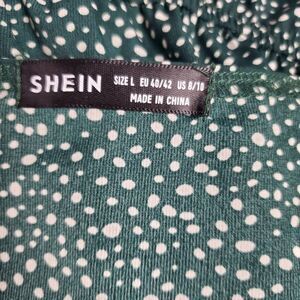 SHEIN
SIZE L EU 40/42 US 8/10
MADE IN CHINA